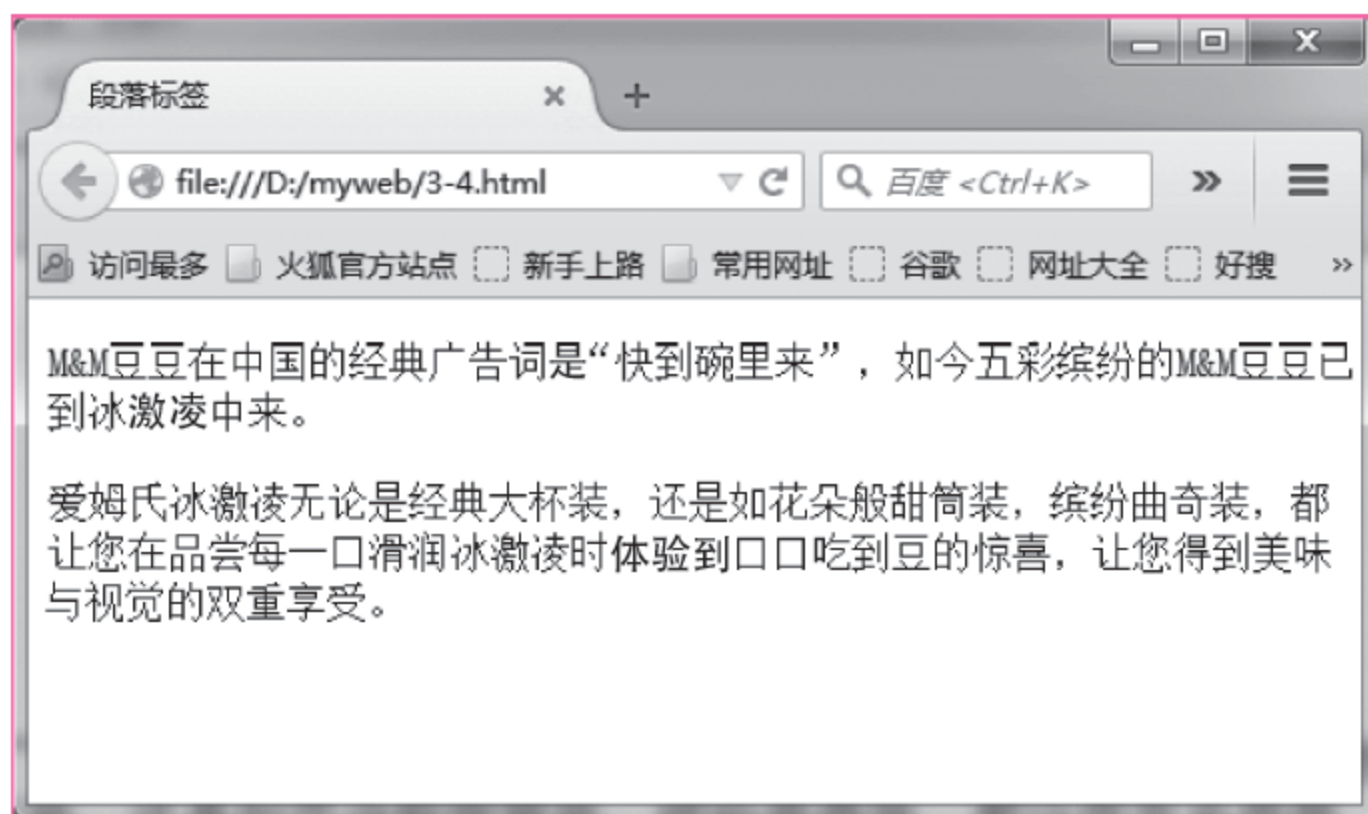 段落标签
file:///D:/myweb/3-4.html
百度 <Ctrl+K>
访问最多 火狐官方站点 新手上路 常用网址 谷歌 网址大全 好搜
M&M豆豆在中国的经典广告词是“快到碗里来”，如今五彩缤纷的M&M豆豆已
到冰激凌中来。
爱姆氏冰激凌无论是经典大杯装，还是如花朵般甜筒装，缤纷曲奇装，都
让您在品尝每一口滑润冰激凌时体验到口口吃到豆的惊喜，让您得到美味
与视觉的双重享受。